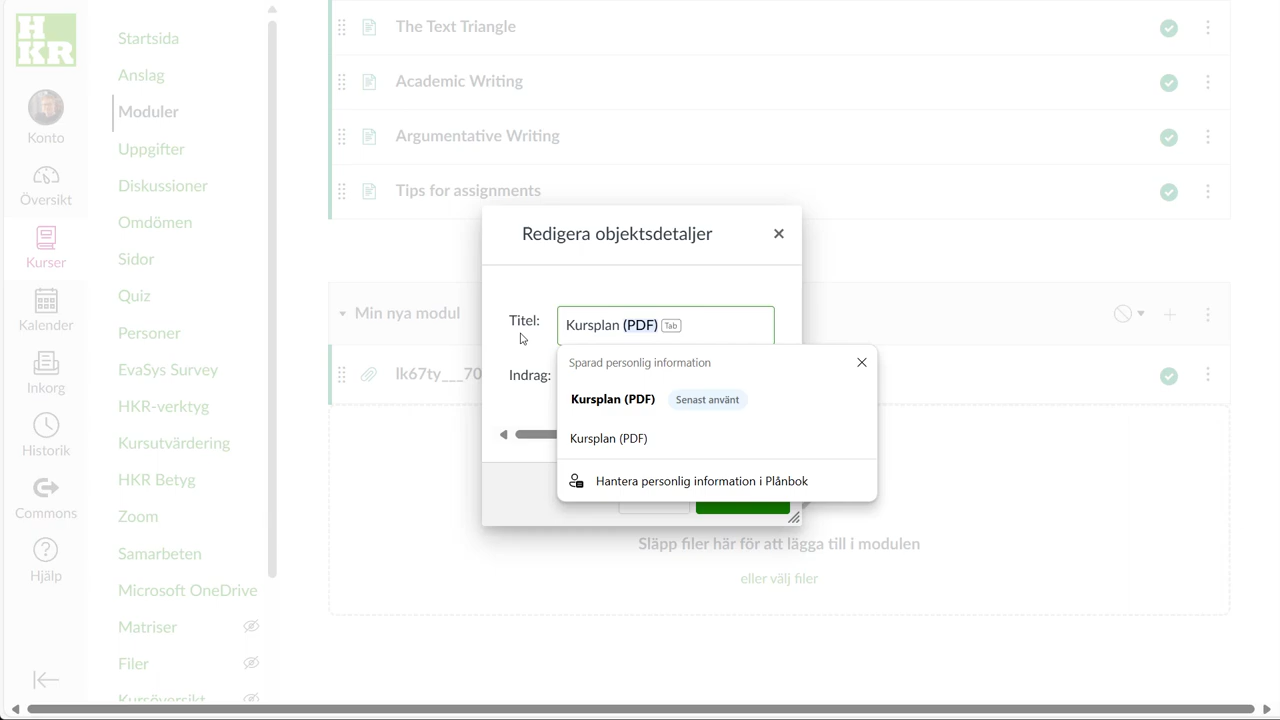 HKR
Konto
Översikt
Kurser
Kalender
Inkorg
Historik
Commons
Hjälp
Startsida
Anslag
Moduler
Uppgifter
Diskussioner
Omdömen
Sidor
Quiz
Personer
EvaSys Survey
HKR-verktyg
Kursutvärdering
HKR Betyg
Zoom
Samarbeten
Microsoft OneDrive
Matriser
Filer
Kursöversikt
The Text Triangle
Academic Writing
Argumentative Writing
Tips for assignments
Min nya modul
lk67ty___70
Redigera objektsdetaljer
Titel:
Kursplan (PDF) Tab
Indrag:
Sparad personlig information
Kursplan (PDF) Senast använt
Kursplan (PDF)
Hantera personlig information i Plånbok
Släpp filer här för att lägga till i modulen
eller välj filer